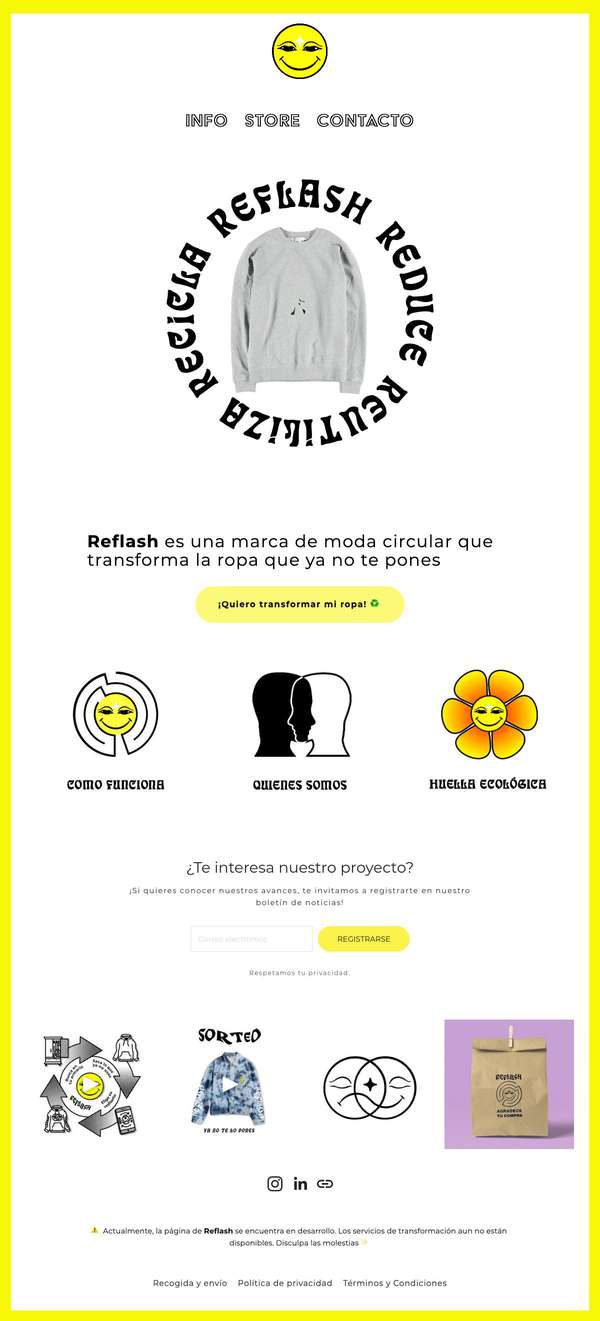 INFO STORE CONTACTO
REFLASH REDUCE REUTILIZA RECICLA
Reflash es una marca de moda circular que
transforma la ropa que ya no te pones
¡Quiero transformar mi ropa! ♻
COMO FUNCIONA
QUIENES SOMOS
HUELLA ECOLÓGICA
¿Te interesa nuestro proyecto?
¡Si quieres conocer nuestros avances, te invitamos a registrarte en nuestro
boletín de noticias!
Correo electrónico
REGISTRARSE
Respetamos tu privacidad.
REFLASH
SORTEO
YA NO TE LO PONES
REFLASH
AGRADECE
TU COMPRA
⚠ Actualmente, la página de Reflash se encuentra en desarrollo. Los servicios de transformación aun no están
disponibles. Disculpa las molestias ✨
Recogida y envío Política de privacidad Términos y Condiciones